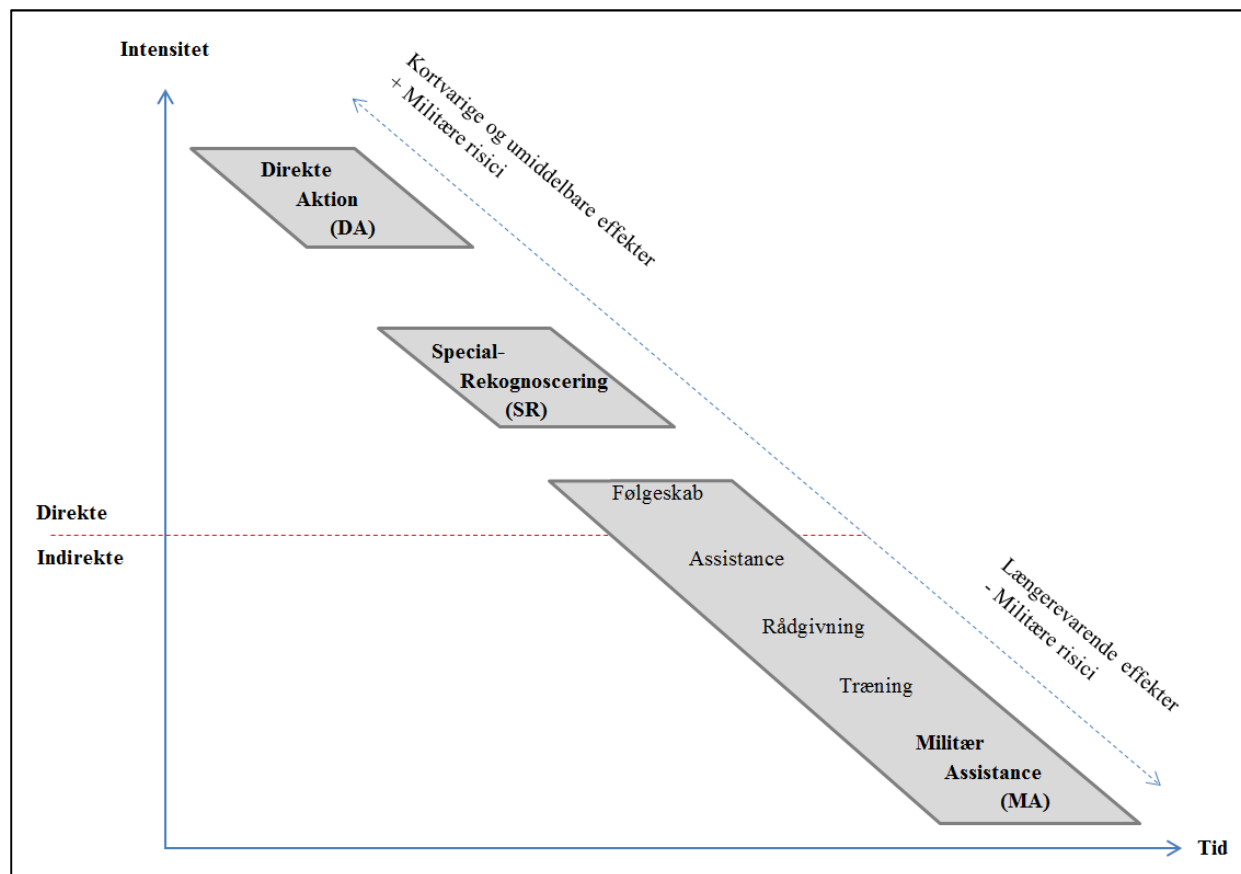 Intensitet
Kortvarige og umiddelbare effekter
+ Militære risici
Direkte
Aktion
(DA)
Special-
Rekognoscering
(SR)
Følgeskab
Direkte
Indirekte
Assistance
Rådgivning
Træning
Længerevarende effekter
- Militære risici
Militær
Assistance
(MA)
Tid